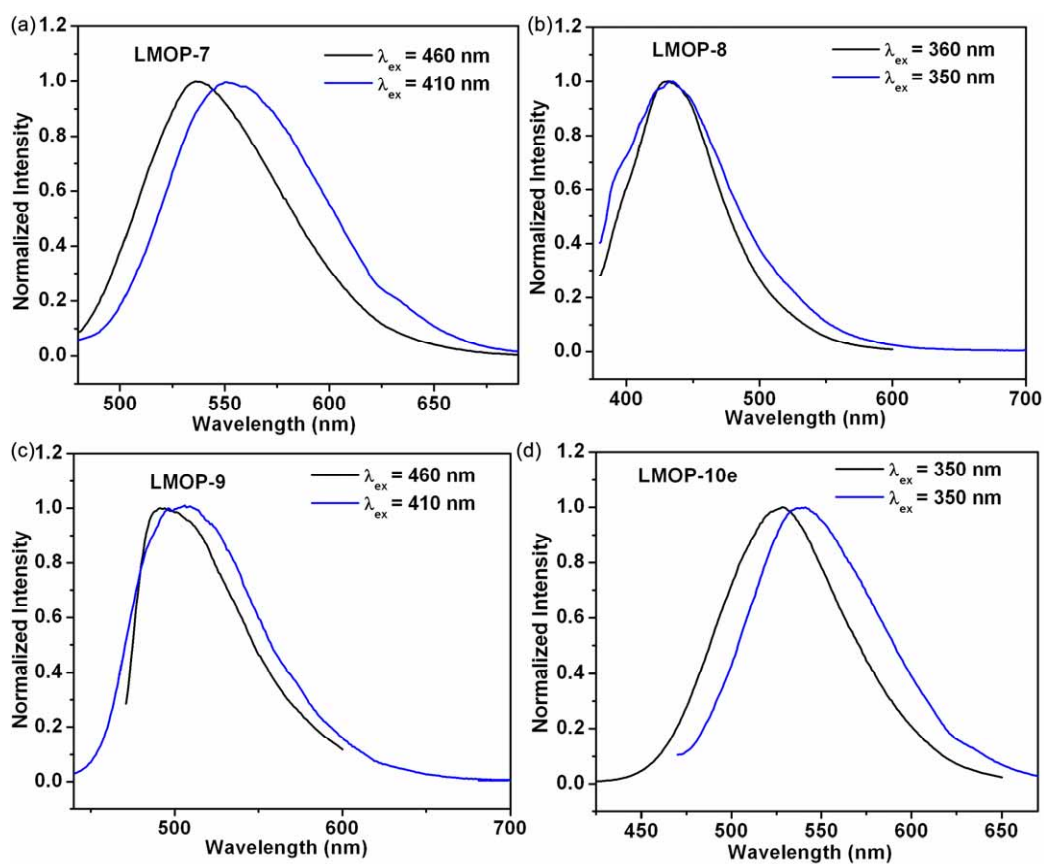 (a)
LMOP-7
λex = 460 nm
λex = 410 nm
Normalized Intensity
1.2
1.0
0.8
0.6
0.4
0.2
0.0
500 550 600 650
Wavelength (nm)
(b)
LMOP-8
λex = 360 nm
λex = 350 nm
Normalized Intensity
1.2
1.0
0.8
0.6
0.4
0.2
0.0
400 500 600 700
Wavelength (nm)
(c)
LMOP-9
λex = 460 nm
λex = 410 nm
Normalized Intensity
1.2
1.0
0.8
0.6
0.4
0.2
0.0
500 600 700
Wavelength (nm)
(d)
LMOP-10e
λex = 350 nm
λex = 350 nm
Normalized Intensity
1.2
1.0
0.8
0.6
0.4
0.2
0.0
450 500 550 600 650
Wavelength (nm)